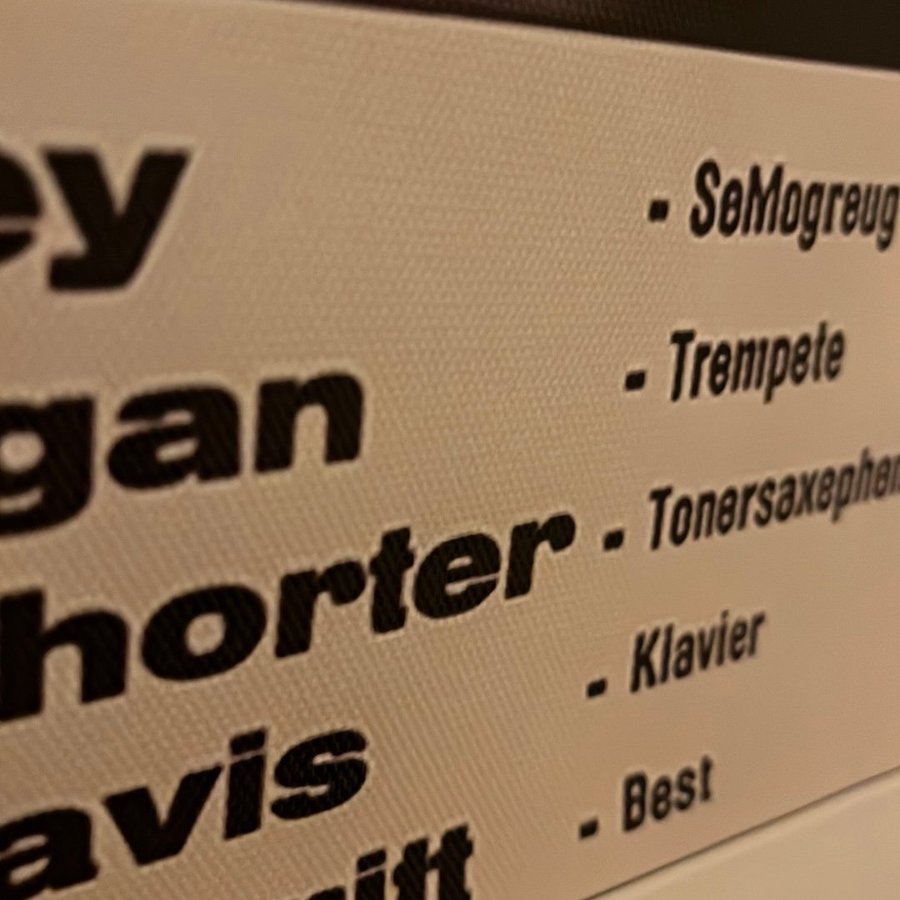 ey - SeMogreug
gan - Trempete
horter - Tonersaxephen
avis - Klavier
- Best